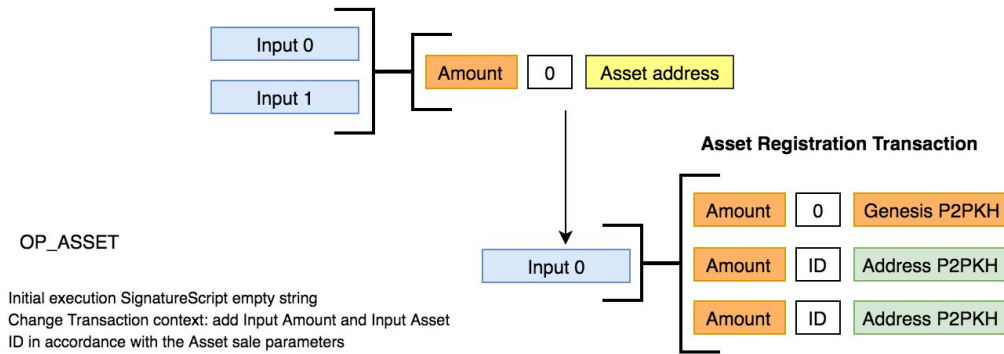 Input 0
Input 1
Amount 0 Asset address
Asset Registration Transaction
Amount 0 Genesis P2PKH
OP_ASSET
Input 0
Amount ID Address P2PKH
Initial execution SignatureScript empty string
Change Transaction context: add Input Amount and Input Asset
ID in accordance with the Asset sale parameters
Amount ID Address P2PKH